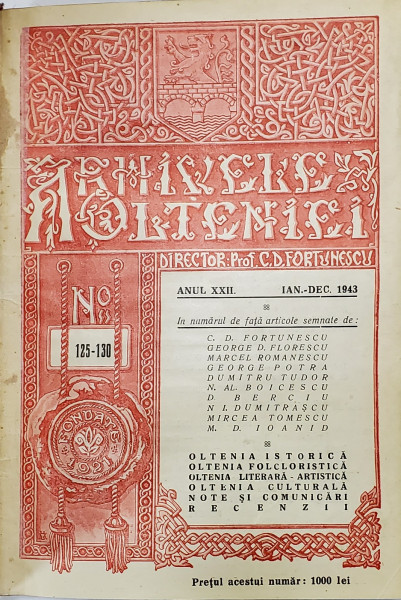 ARHIVELE
OLTENIEI
DIRECTOR: Prof. C.D. FORTUNESCU
No
125-130
FONDATE
1921
ANUL XXII. IAN.-DEC. 1943
In numărul de față articole semnate de:
C. D. FORTUNESCU
GEORGE D. FLORESCU
MARCEL ROMANESCU
GEORGE POTRA
DUMITRU TUDOR
N. AL. BOICESCU
D. BERCIU
N. I. DUMITRAȘCU
MIRCEA TOMESCU
M. D. IOANID
OLTENIA ISTORICĂ
OLTENIA FOLCLORISTICĂ
OLTENIA LITERARĂ - ARTISTICĂ
OLTENIA CULTURALĂ
NOTE ȘI COMUNICĂRI
RECENZII
Prețul acestui număr: 1000 lei